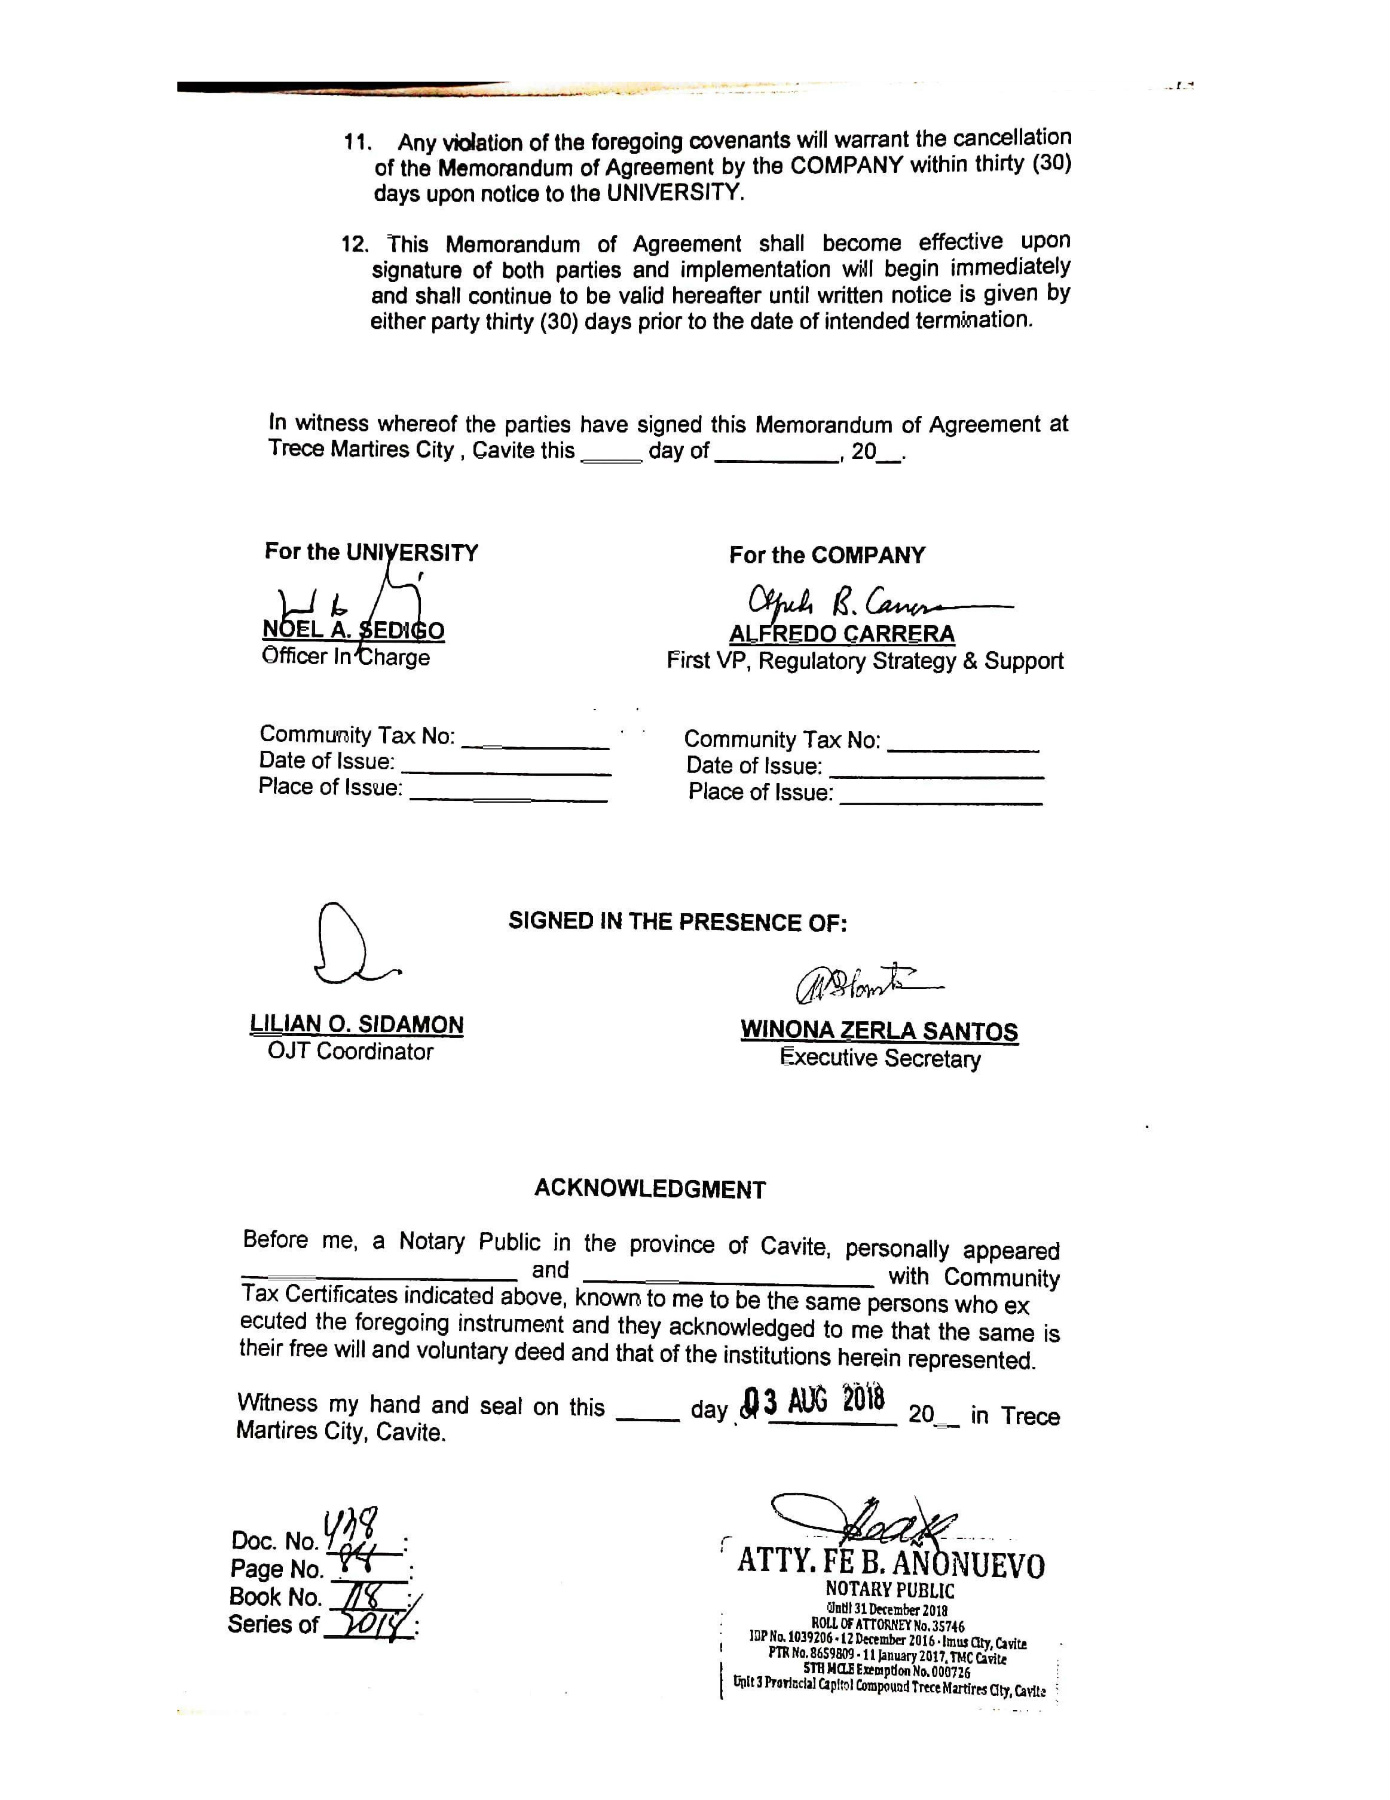 11. Any violation of the foregoing covenants will warrant the cancellation
of the Memorandum of Agreement by the COMPANY within thirty (30)
days upon notice to the UNIVERSITY.
12. This Memorandum of Agreement shall become effective upon
signature of both parties and implementation will begin immediately
and shall continue to be valid hereafter until written notice is given by
either party thirty (30) days prior to the date of intended termination.
In witness whereof the parties have signed this Memorandum of Agreement at
Trece Martires City , Cavite this _____ day of __________, 20__.
For the UNIVERSITY
For the COMPANY
B. Carrera
NOEL A. SEDIGO
ALFREDO CARRERA
Officer In Charge
First VP, Regulatory Strategy & Support
Community Tax No: ____________
Community Tax No: ____________
Date of Issue: _________________
Date of Issue: _________________
Place of Issue: ________________
Place of Issue: ________________
SIGNED IN THE PRESENCE OF:
LILIAN O. SIDAMON
WINONA ZERLA SANTOS
OJT Coordinator
Executive Secretary
ACKNOWLEDGMENT
Before me, a Notary Public in the province of Cavite, personally appeared
______________________ and _______________________ with Community
Tax Certificates indicated above, known to me to be the same persons who ex
ecuted the foregoing instrument and they acknowledged to me that the same is
their free will and voluntary deed and that of the institutions herein represented.
Witness my hand and seal on this _____ day of 03 AUG 2018 20__ in Trece
Martires City, Cavite.
Doc. No. :
Page No. :
Book No. 118 :
Series of 2018 :
ATTY. FE B. AÑONUEVO
NOTARY PUBLIC
Until 31 December 2018
ROLL OF ATTORNEY No. 35746
IBP No. 1039206 - 12 December 2016 - Imus City, Cavite
PTR No. 8659809 - 11 January 2017, TMC Cavite
5TH MCLE Exemption No. 000726
Unit 3 Provincial Capitol Compound Trece Martires City, Cavite